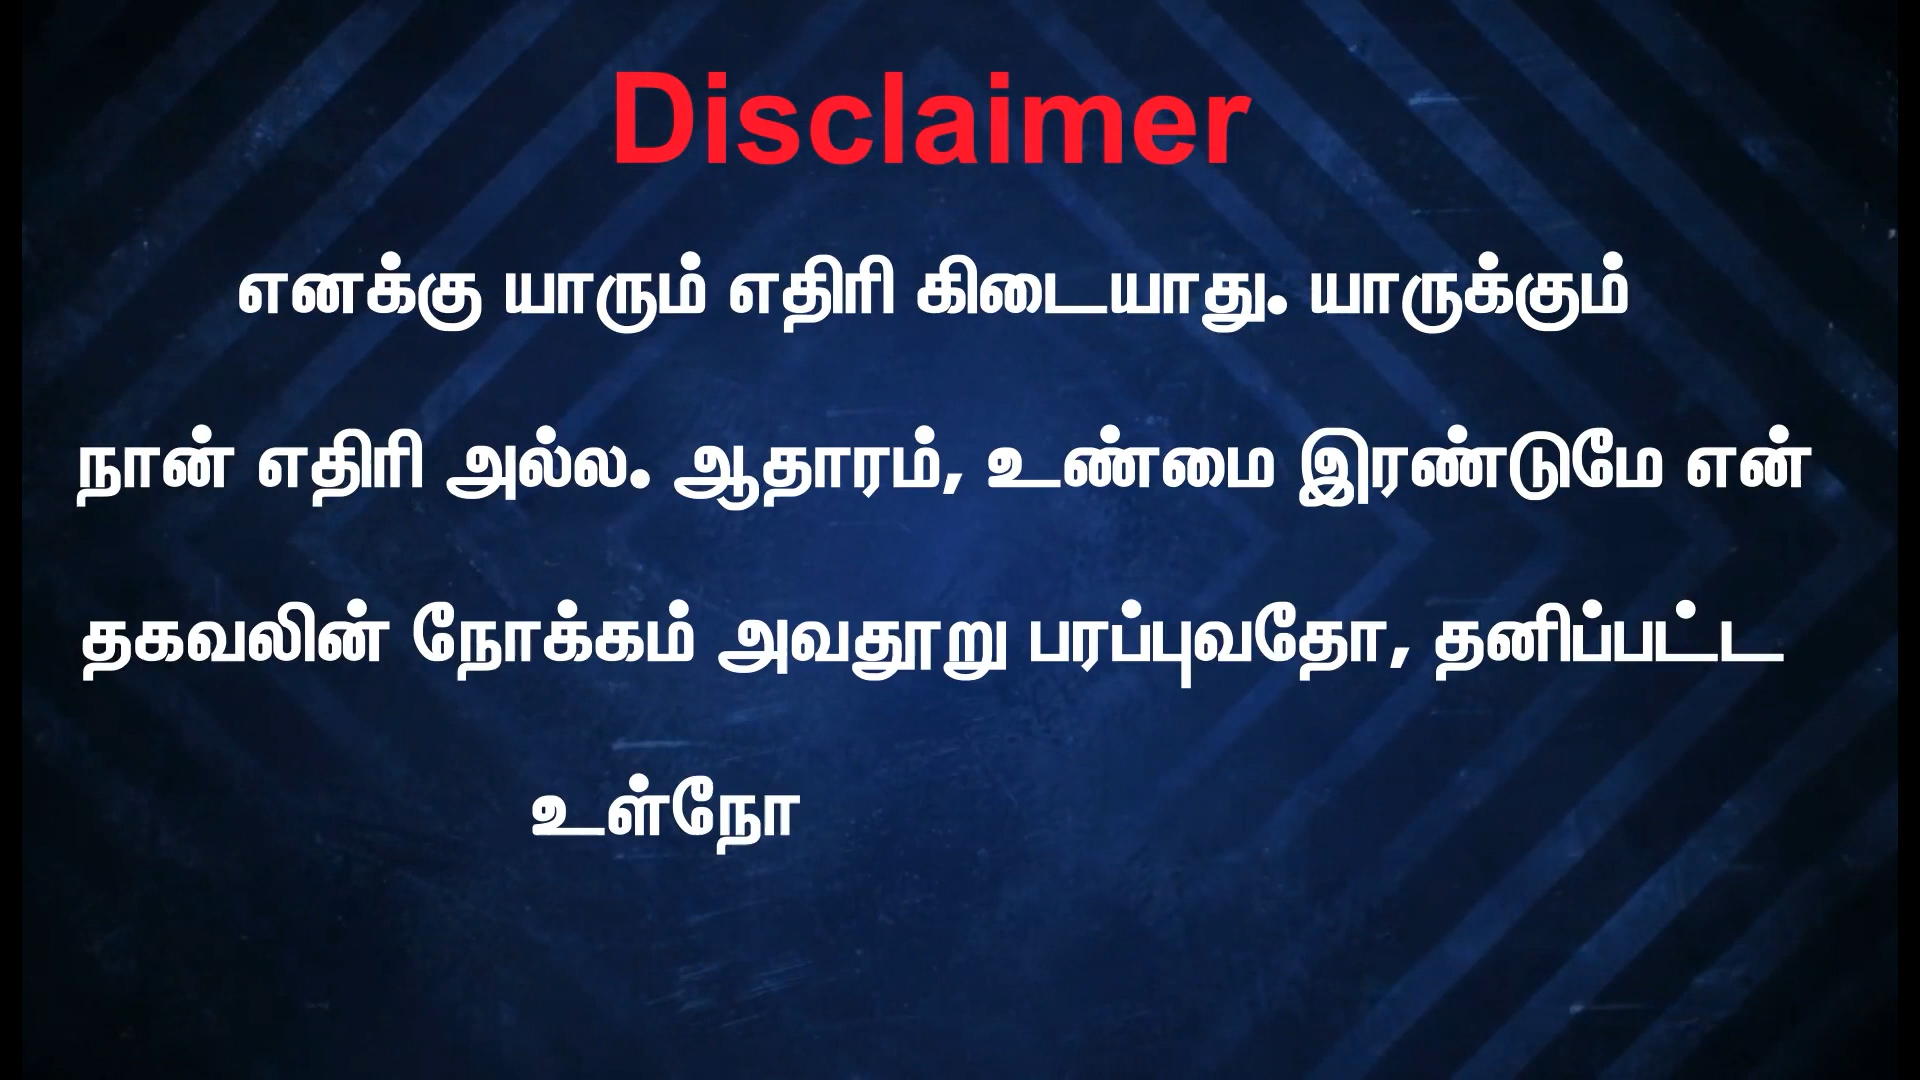 Disclaimer
எனக்கு யாரும் எதிரி கிடையாது. யாருக்கும்
நான் எதிரி அல்ல. ஆதாரம், உண்மை இரண்டுமே என்
தகவலின் நோக்கம் அவதூறு பரப்புவதோ, தனிப்பட்ட
உள்நோ